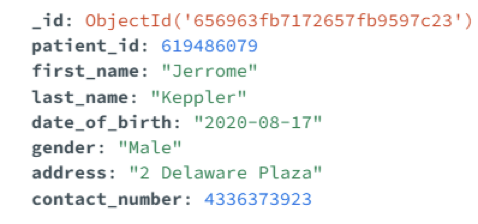 _id: ObjectId('656963fb7172657fb9597c23')
patient_id: 619486079
first_name: "Jerrome"
last_name: "Keppler"
date_of_birth: "2020-08-17"
gender: "Male"
address: "2 Delaware Plaza"
contact_number: 4336373923